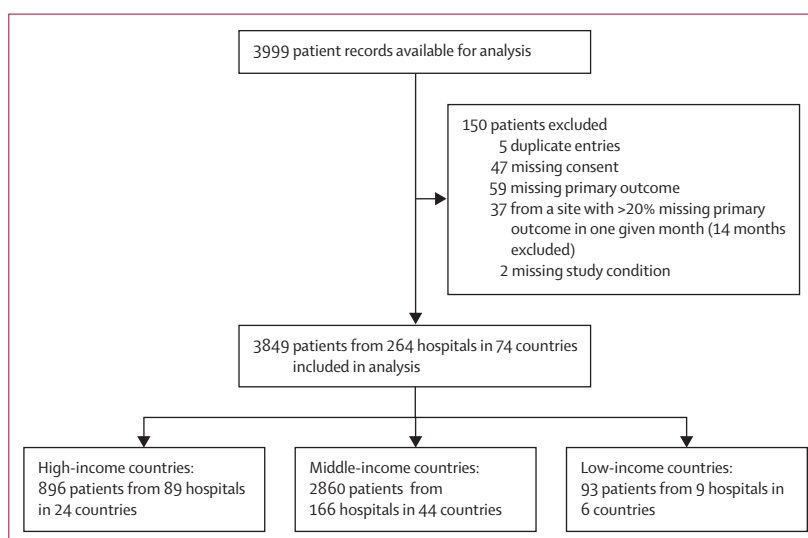 3999 patient records available for analysis
150 patients excluded
5 duplicate entries
47 missing consent
59 missing primary outcome
37 from a site with >20% missing primary
outcome in one given month (14 months
excluded)
2 missing study condition
3849 patients from 264 hospitals in 74 countries
included in analysis
High-income countries:
896 patients from 89 hospitals
in 24 countries
Middle-income countries:
2860 patients from
166 hospitals in 44 countries
Low-income countries:
93 patients from 9 hospitals in
6 countries